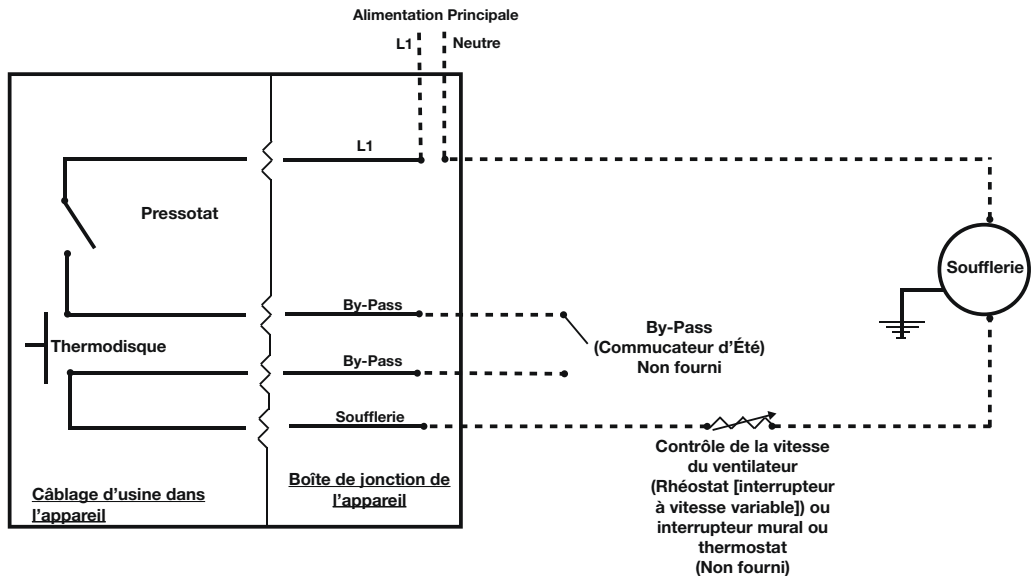 Alimentation Principale
L1
Neutre
L1
Pressotat
Soufflerie
By-Pass
By-Pass
(Commucateur d'Été)
Non fourni
Thermodisque
By-Pass
Soufflerie
Contrôle de la vitesse
du ventilateur
(Rhéostat [interrupteur
à vitesse variable]) ou
interrupteur mural ou
thermostat
(Non fourni)
Câblage d'usine dans
l'appareil
Boîte de jonction de
l'appareil